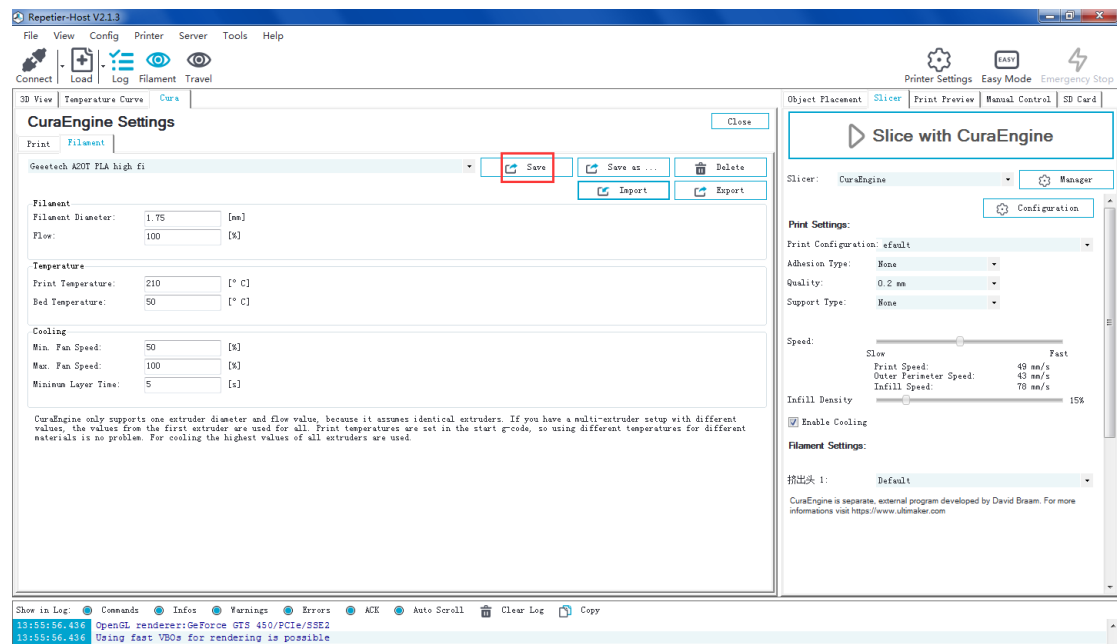 Repetier-Host V2.1.3
File View Config Printer Server Tools Help
Connect Load Log Filament Travel
Printer Settings EASY Easy Mode Emergency Stop
3D View Temperature Curve Cura
CuraEngine Settings
Close
Print Filament
Geeetech A20T PLA high fi
Save Save as ... Delete
Import Export
Filament
Filament Diameter: 1.75 [mm]
Flow: 100 [%]
Temperature
Print Temperature: 210 [° C]
Bed Temperature: 50 [° C]
Cooling
Min. Fan Speed: 50 [%]
Max. Fan Speed: 100 [%]
Minimum Layer Time: 5 [s]
CuraEngine only supports one extruder diameter and flow value, because it assumes identical extruders. If you have a multi-extruder setup with different
values, the values from the first extruder are used for all. Print temperatures are set in the start g-code, so using different temperatures for different
materials is no problem. For cooling the highest values of all extruders are used.
Object Placement Slicer Print Preview Manual Control SD Card
Slice with CuraEngine
Slicer: CuraEngine Manager
Configuration
Print Settings:
Print Configuration: efault
Adhesion Type: None
Quality: 0.2 mm
Support Type: None
Speed:
Slow Fast
Print Speed: 49 mm/s
Outer Perimeter Speed: 43 mm/s
Infill Speed: 78 mm/s
Infill Density 15%
Enable Cooling
Filament Settings:
挤出头 1: Default
CuraEngine is separate, external program developed by David Braam. For more
informations visit https://www.ultimaker.com
Show in Log: Commands Infos Warnings Errors ACK Auto Scroll Clear Log Copy
13:55:56.436 OpenGL renderer:GeForce GTS 450/PCIe/SSE2
13:55:56.436 Using fast VBOs for rendering is possible